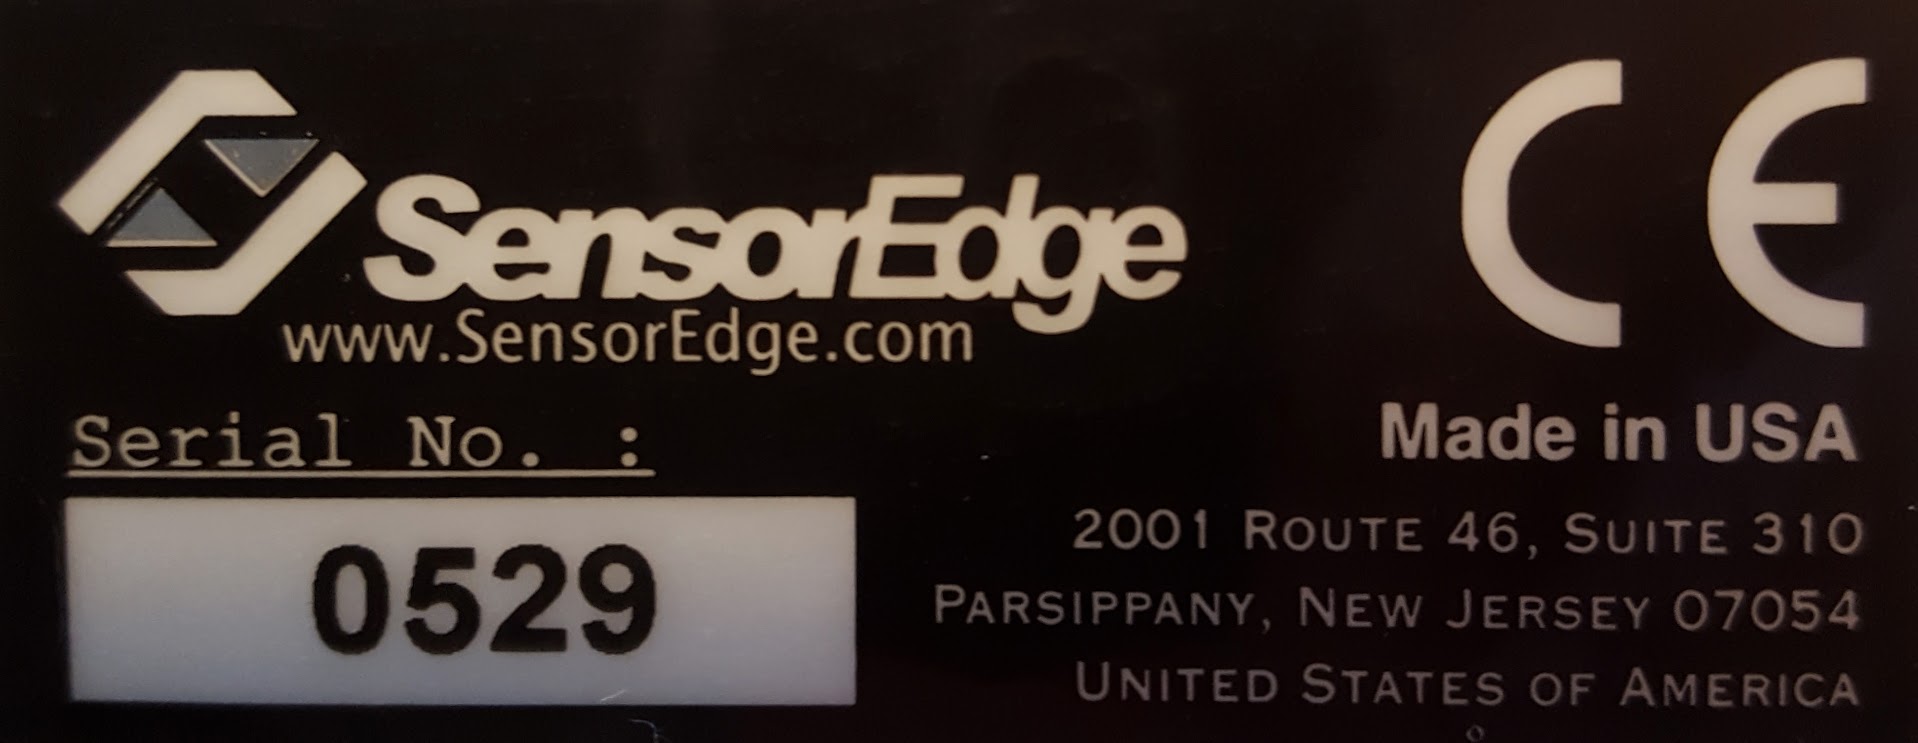 SensorEdge
www.SensorEdge.com
CE
Serial No. :
0529
Made in USA
2001 ROUTE 46, SUITE 310
PARSIPPANY, NEW JERSEY 07054
UNITED STATES OF AMERICA